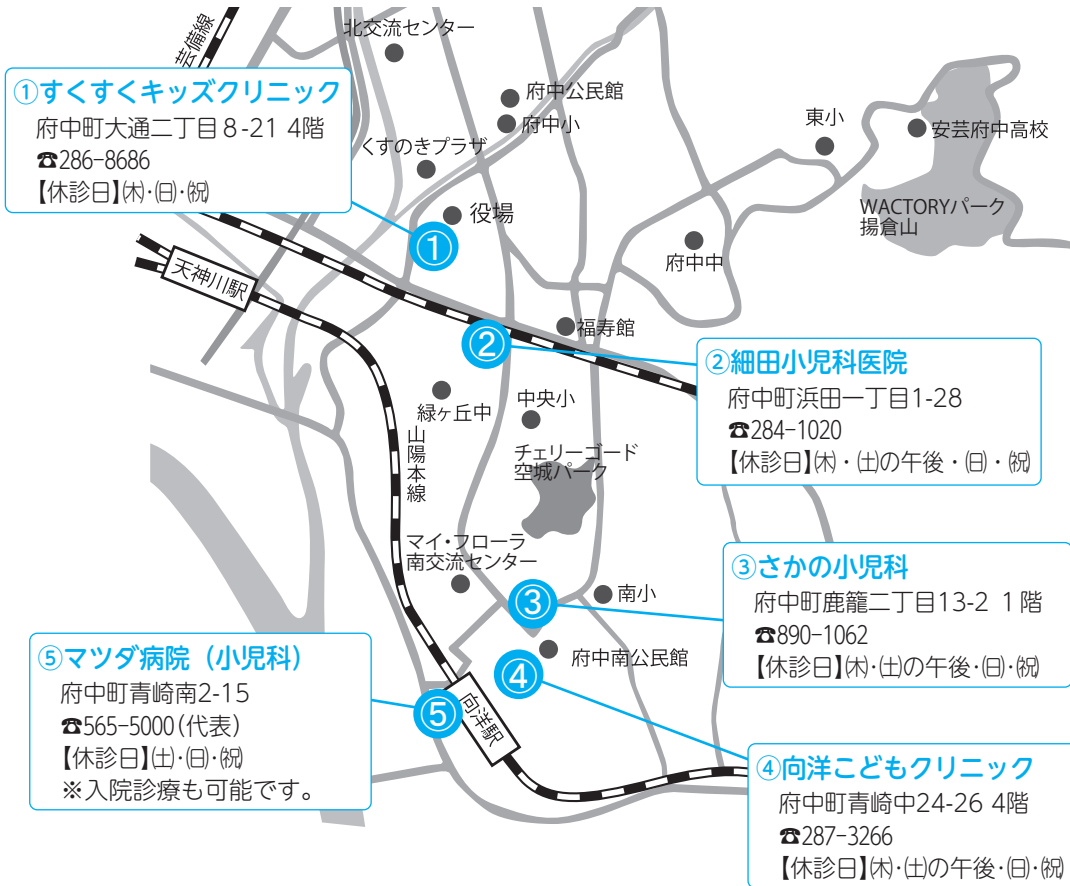 芸備線
北交流センター
①すくすくキッズクリニック
府中町大通二丁目8-21 4階
☎286-8686
【休診日】㈭・㈰・㈷
府中公民館
府中小
くすのきプラザ
役場
①
東小
安芸府中高校
WACTORYパーク
揚倉山
府中中
天神川駅
福寿館
②
②細田小児科医院
府中町浜田一丁目1-28
☎284-1020
【休診日】㈭・㈯の午後・㈰・㈷
緑ヶ丘中
中央小
山陽本線
チェリーゴード
空城パーク
マイ・フローラ
南交流センター
③
南小
③さかの小児科
府中町鹿籠二丁目13-2 1階
☎890-1062
【休診日】㈭・㈯の午後・㈰・㈷
府中南公民館
④
⑤マツダ病院（小児科）
府中町青崎南2-15
☎565-5000（代表）
【休診日】㈯・㈰・㈷
※入院診療も可能です。
⑤
向洋駅
④向洋こどもクリニック
府中町青崎中24-26 4階
☎287-3266
【休診日】㈭・㈯の午後・㈰・㈷